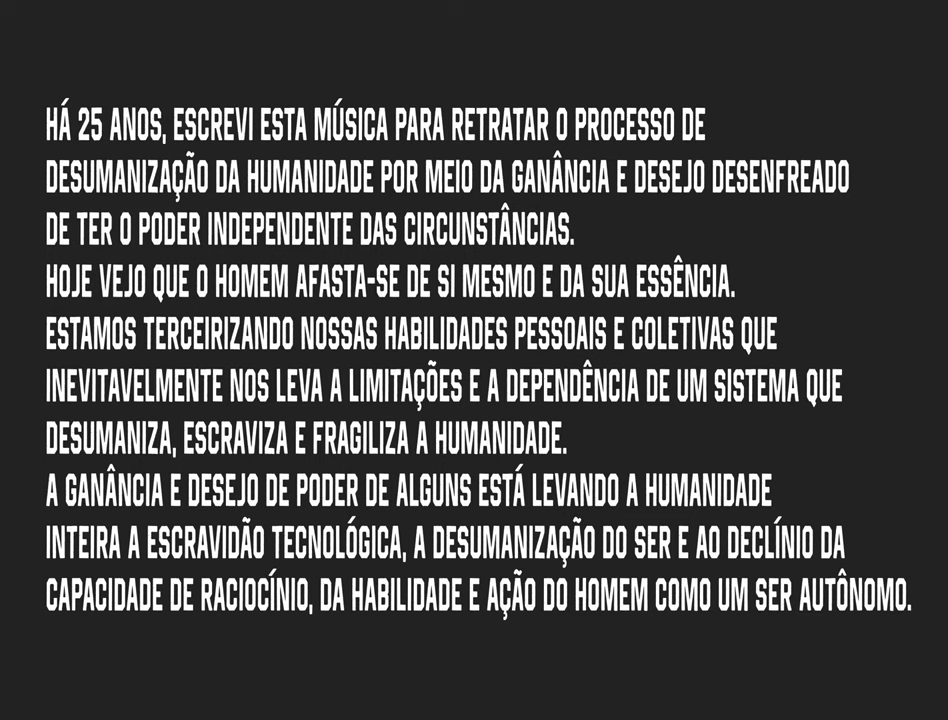 HÁ 25 ANOS, ESCREVI ESTA MÚSICA PARA RETRATAR O PROCESSO DE
DESUMANIZAÇÃO DA HUMANIDADE POR MEIO DA GANÂNCIA E DESEJO DESENFREADO
DE TER O PODER INDEPENDENTE DAS CIRCUNSTÂNCIAS.
HOJE VEJO QUE O HOMEM AFASTA-SE DE SI MESMO E DA SUA ESSÊNCIA.
ESTAMOS TERCEIRIZANDO NOSSAS HABILIDADES PESSOAIS E COLETIVAS QUE
INEVITAVELMENTE NOS LEVA A LIMITAÇÕES E A DEPENDÊNCIA DE UM SISTEMA QUE
DESUMANIZA, ESCRAVIZA E FRAGILIZA A HUMANIDADE.
A GANÂNCIA E DESEJO DE PODER DE ALGUNS ESTÁ LEVANDO A HUMANIDADE
INTEIRA A ESCRAVIDÃO TECNOLÓGICA, A DESUMANIZAÇÃO DO SER E AO DECLÍNIO DA
CAPACIDADE DE RACIOCÍNIO, DA HABILIDADE E AÇÃO DO HOMEM COMO UM SER AUTÔNOMO.